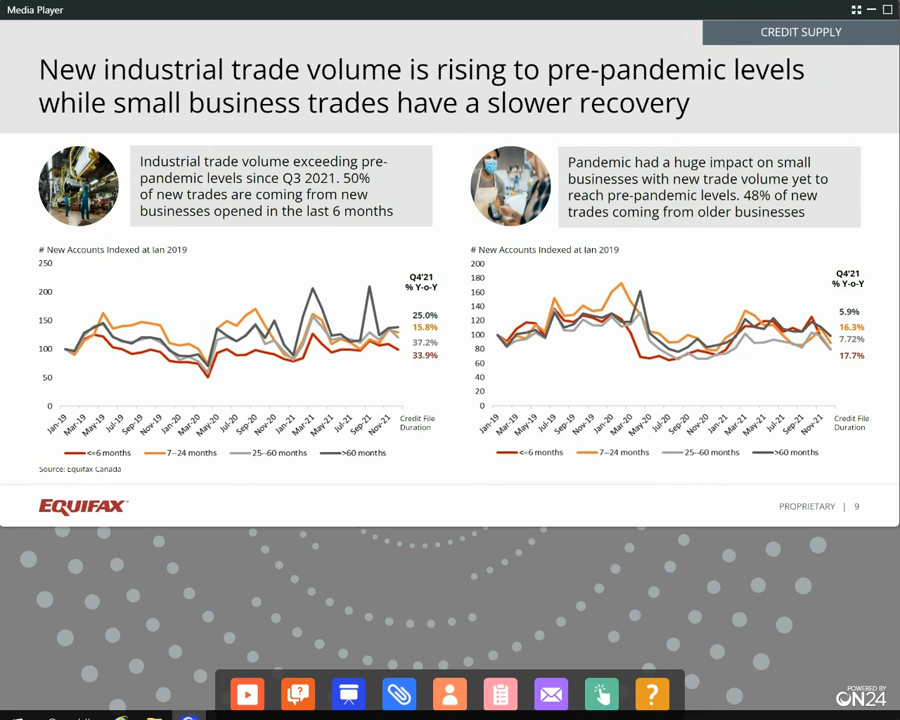 Media Player
CREDIT SUPPLY
New industrial trade volume is rising to pre-pandemic levels
while small business trades have a slower recovery
Industrial trade volume exceeding pre-
pandemic levels since Q3 2021. 50%
of new trades are coming from new
businesses opened in the last 6 months
Pandemic had a huge impact on small
businesses with new trade volume yet to
reach pre-pandemic levels. 48% of new
trades coming from older businesses
# New Accounts Indexed at Jan 2019
250
200
150
100
50
0
Jan-19 Mar-19 May-19 Jul-19 Sep-19 Nov-19 Jan-20 Mar-20 May-20 Jul-20 Sep-20 Nov-20 Jan-21 Mar-21 May-21 Jul-21 Sep-21 Nov-21
Q4'21
% Y-o-Y
25.0%
15.8%
37.2%
33.9%
Credit File
Duration
<=6 months 7–24 months 25–60 months >60 months
Source: Equifax Canada
# New Accounts Indexed at Jan 2019
200
180
160
140
120
100
80
60
40
20
0
Jan-19 Mar-19 May-19 Jul-19 Sep-19 Nov-19 Jan-20 Mar-20 May-20 Jul-20 Sep-20 Nov-20 Jan-21 Mar-21 May-21 Jul-21 Sep-21 Nov-21
Q4'21
% Y-o-Y
5.9%
16.3%
7.72%
17.7%
Credit File
Duration
<=6 months 7–24 months 25–60 months >60 months
EQUIFAX
PROPRIETARY | 9
?
?
POWERED BY
ON24